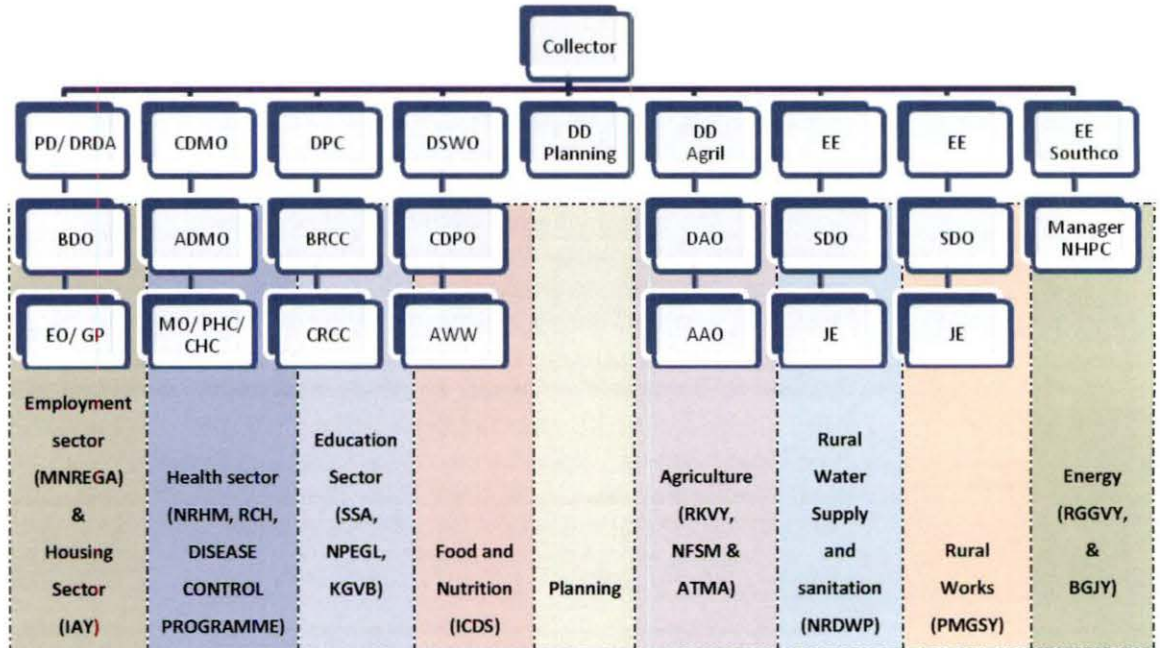 Collector
PD/ DRDA
CDMO
DPC
DSWO
DD
Planning
DD
Agril
EE
EE
EE
Southco
BDO
ADMO
BRCC
CDPO
DAO
SDO
SDO
Manager
NHPC
EO/ GP
MO/ PHC/
CHC
CRCC
AWW
AAO
JE
JE
Employment
sector
(MNREGA)
&
Housing
Sector
(IAY)
Health sector
(NRHM, RCH,
DISEASE
CONTROL
PROGRAMME)
Education
Sector
(SSA,
NPEGL,
KGVB)
Food and
Nutrition
(ICDS)
Planning
Agriculture
(RKVY,
NFSM &
ATMA)
Rural
Water
Supply
and
sanitation
(NRDWP)
Rural
Works
(PMGSY)
Energy
(RGGVY,
&
BGJY)